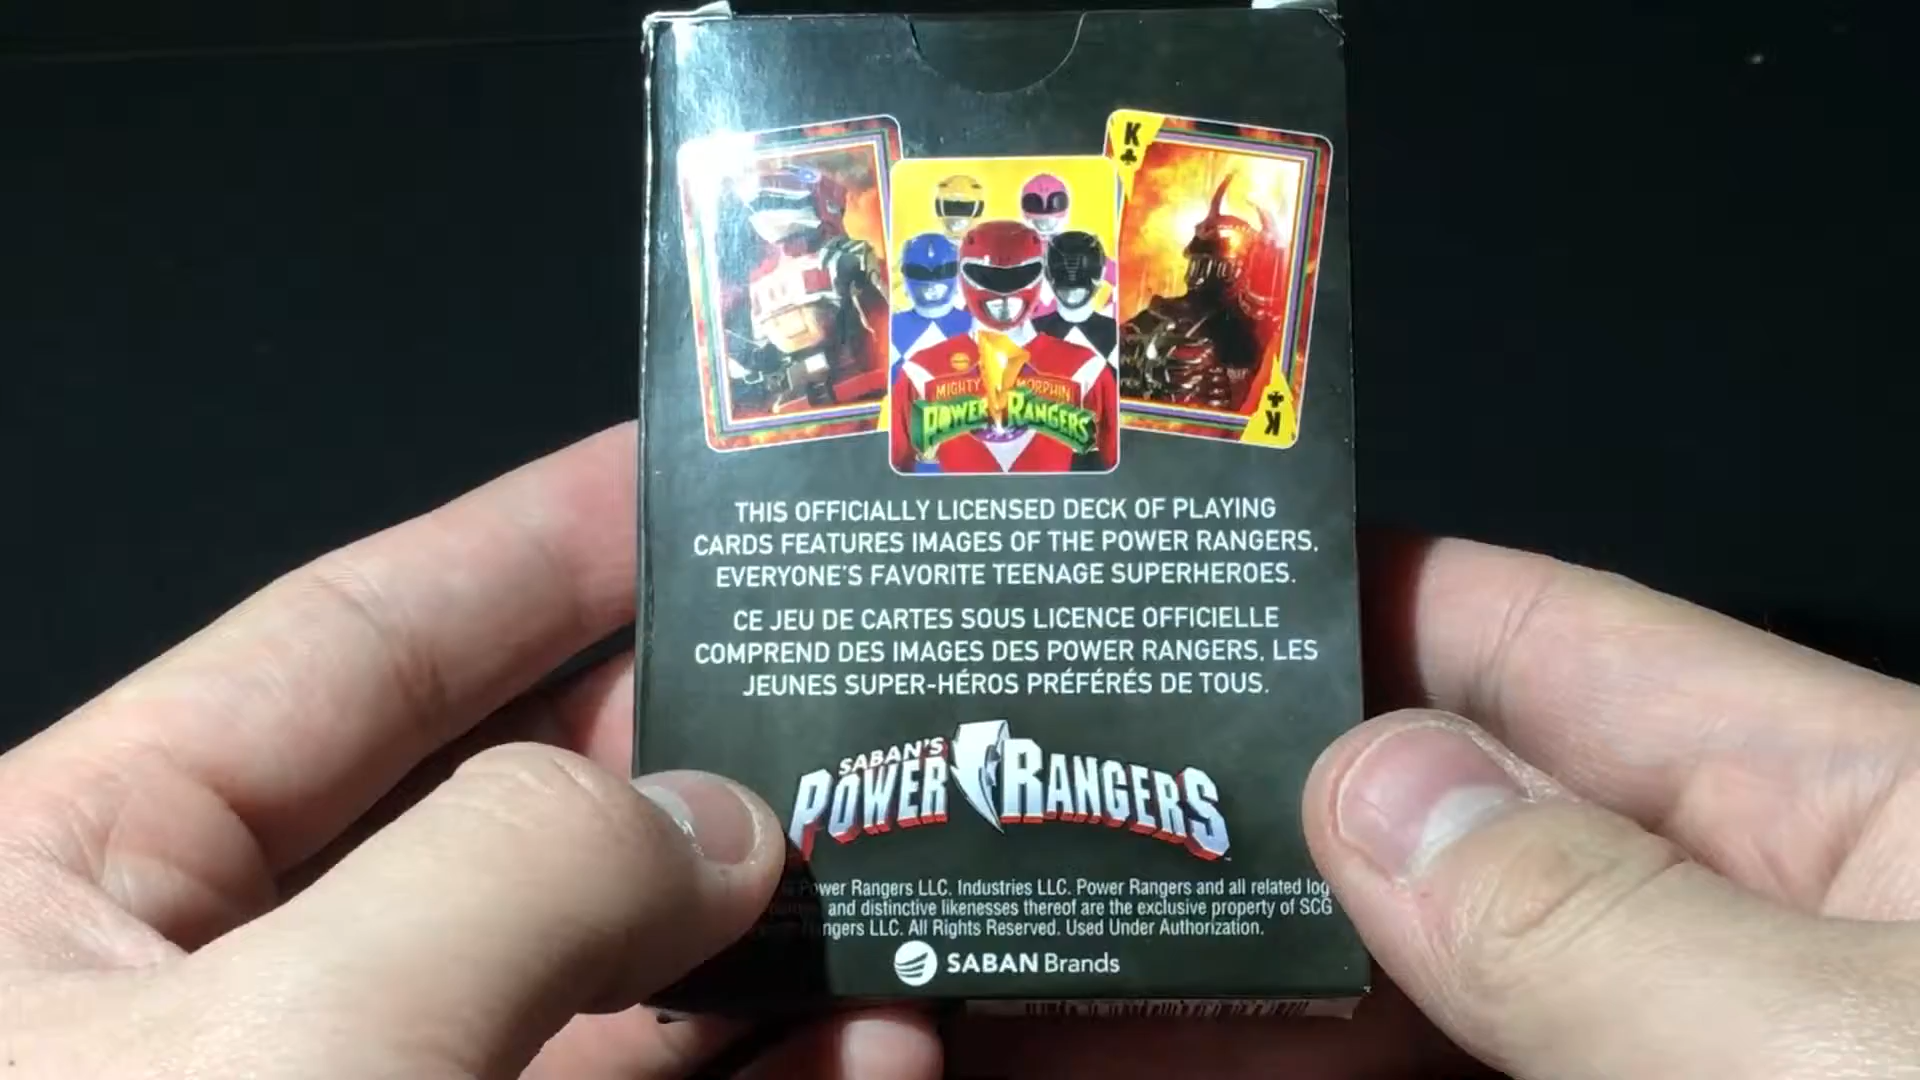 K
MIGHTY MORPHIN
POWER RANGERS
K
THIS OFFICIALLY LICENSED DECK OF PLAYING
CARDS FEATURES IMAGES OF THE POWER RANGERS,
EVERYONE'S FAVORITE TEENAGE SUPERHEROES.
CE JEU DE CARTES SOUS LICENCE OFFICIELLE
COMPREND DES IMAGES DES POWER RANGERS, LES
JEUNES SUPER-HÉROS PRÉFÉRÉS DE TOUS.
SABAN'S
POWER RANGERS
Power Rangers LLC. Industries LLC. Power Rangers and all related log
and distinctive likenesses thereof are the exclusive property of SCG
ngers LLC. All Rights Reserved. Used Under Authorization.
SABAN Brands